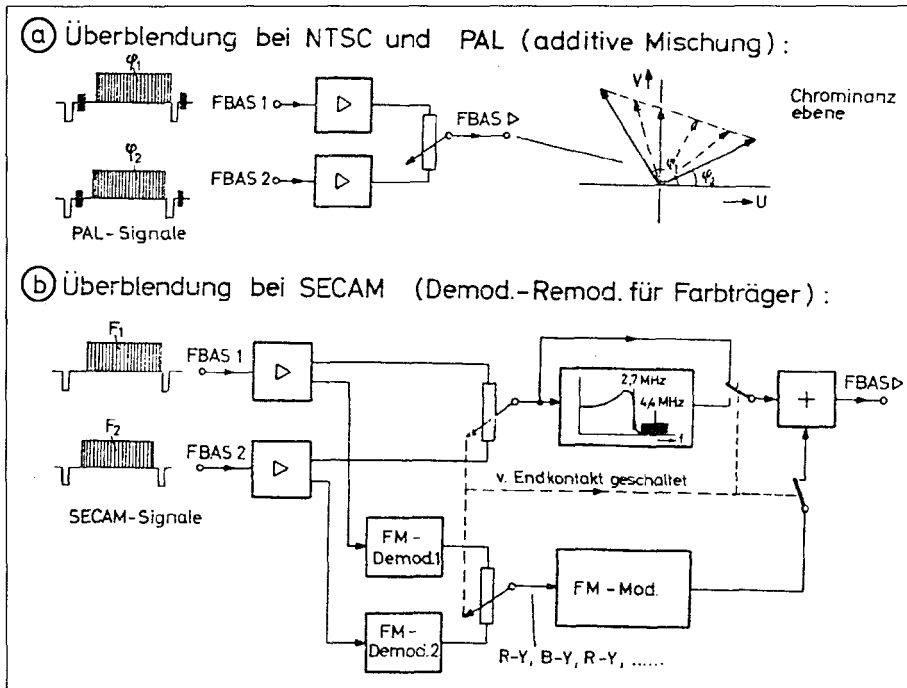 a Überblendung bei NTSC und PAL (additive Mischung):
φ1
FBAS 1
FBAS
V
Chrominanz
ebene
φ2
FBAS 2
φ1
φ2
U
PAL-Signale
b Überblendung bei SECAM (Demod.-Remod. für Farbträger):
F1
FBAS 1
2,7 MHz
4,4 MHz
f
+
FBAS
F2
FBAS 2
v. Endkontakt geschaltet
SECAM-Signale
FM-
Demod.1
FM-Mod.
FM-
Demod.2
R-Y, B-Y, R-Y, ......